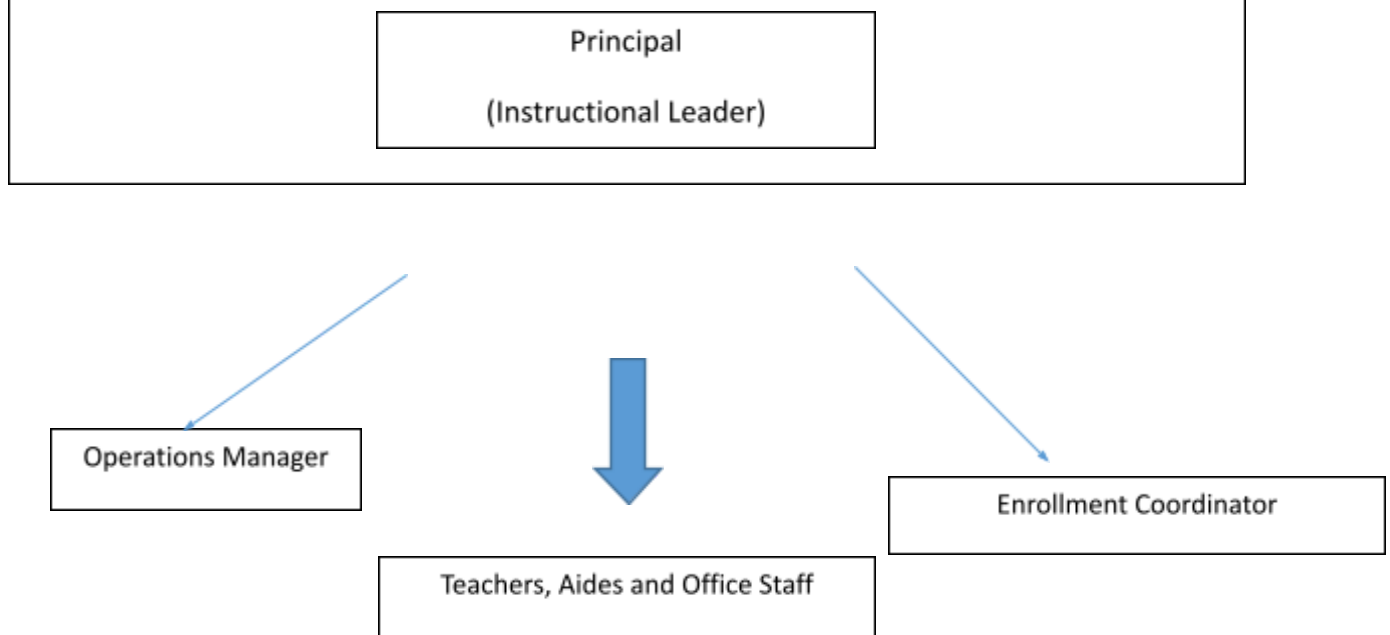 Principal
(Instructional Leader)
Operations Manager
Enrollment Coordinator
Teachers, Aides and Office Staff